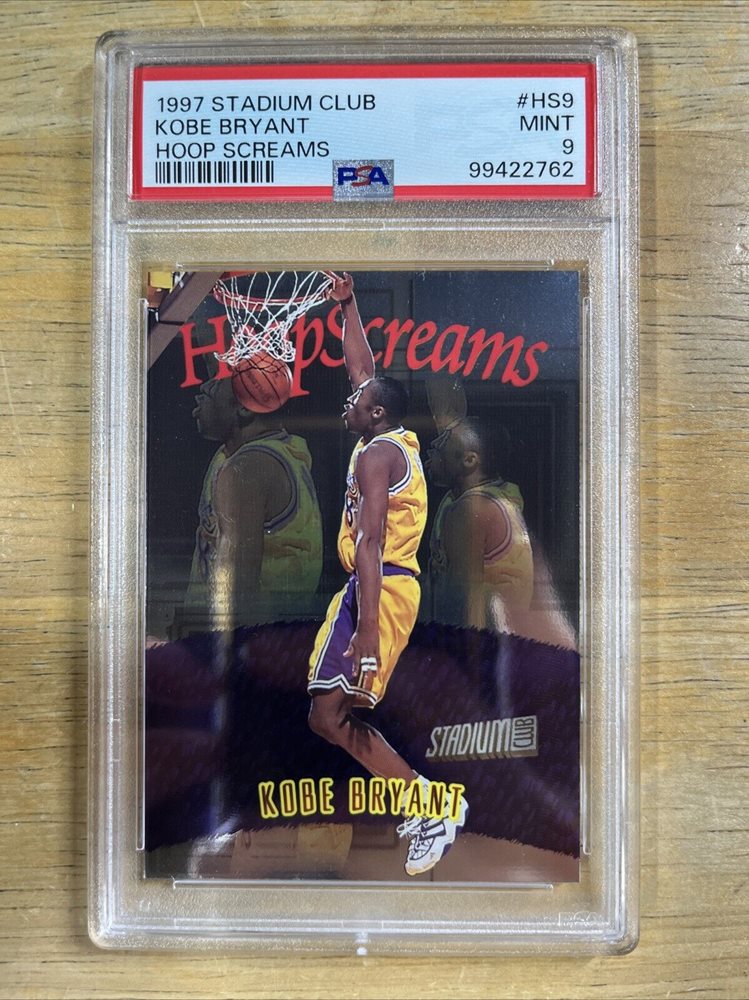 1997 STADIUM CLUB #HS9
KOBE BRYANT MINT
HOOP SCREAMS 9
PSA 99422762
HoopScreams
STADIUM CLUB
KOBE BRYANT